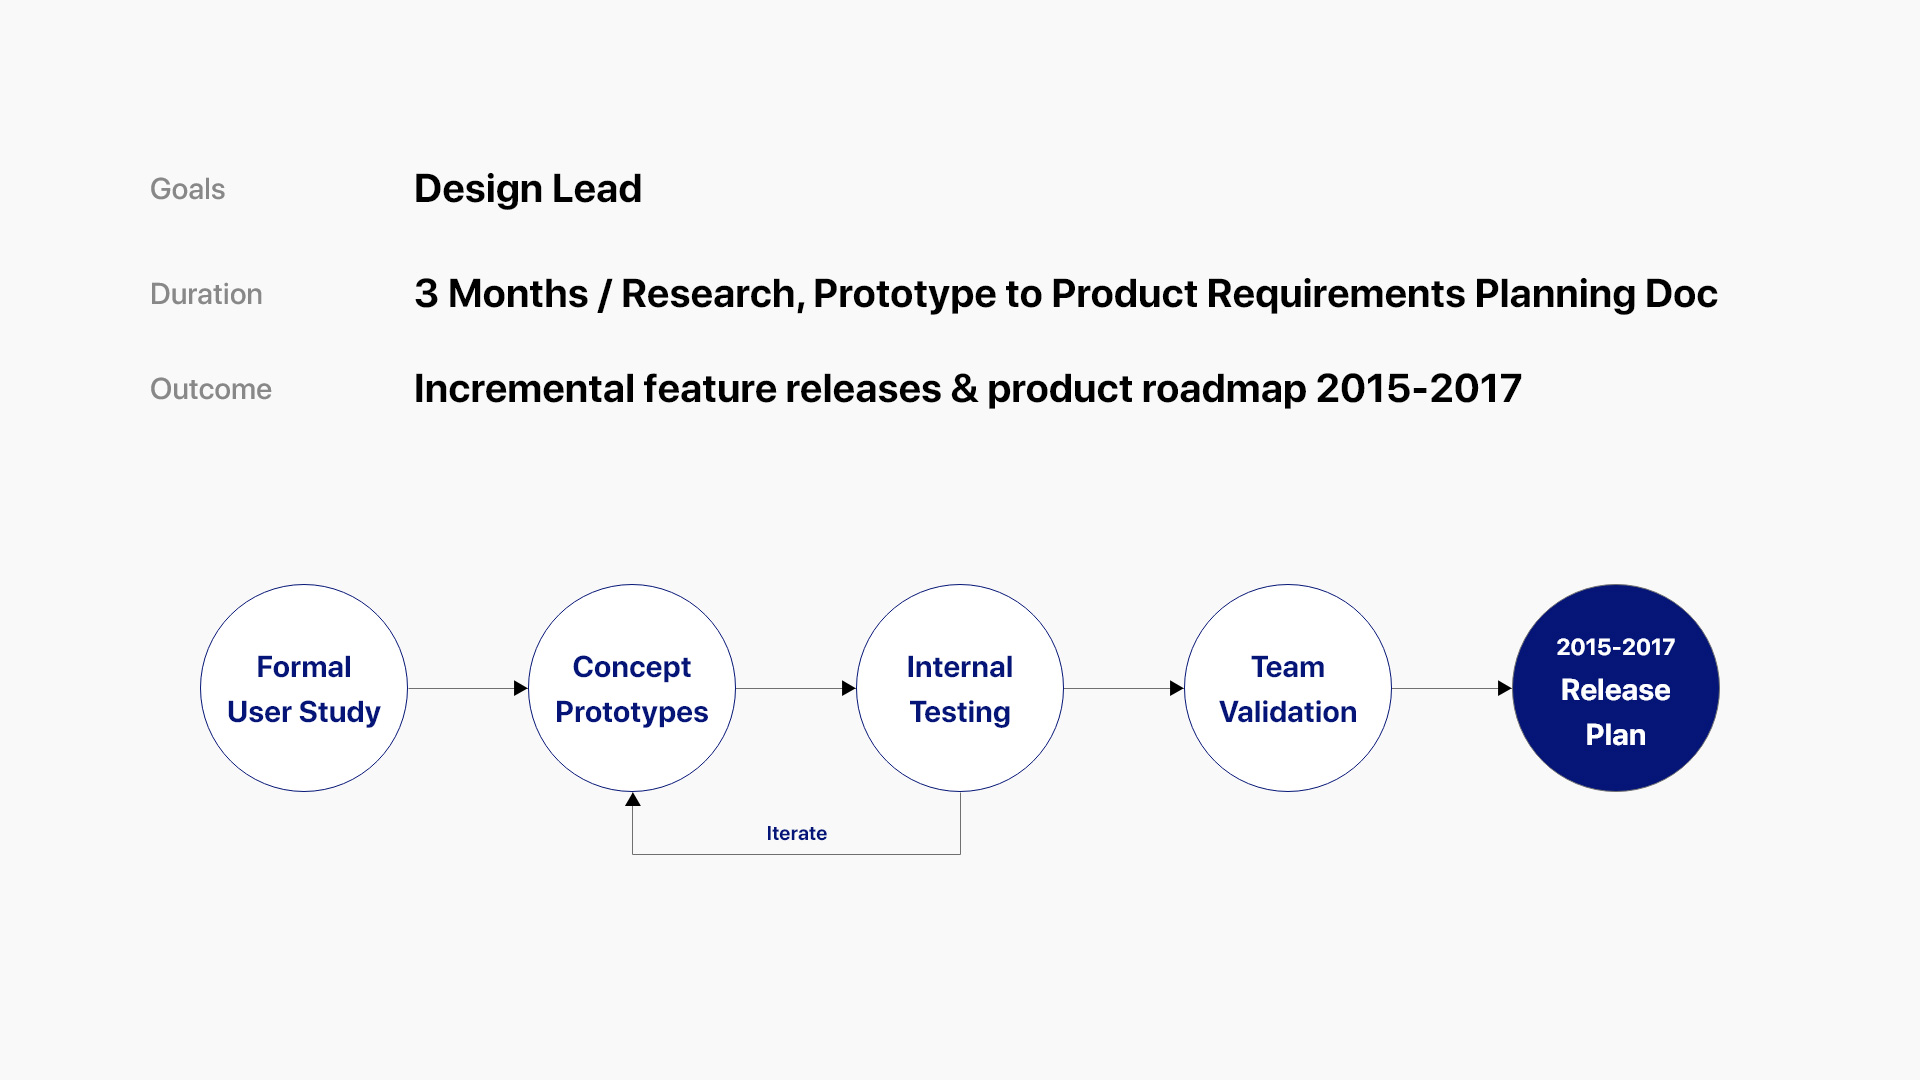 Goals
Design Lead
Duration
3 Months / Research, Prototype to Product Requirements Planning Doc
Outcome
Incremental feature releases & product roadmap 2015-2017
Formal
User Study
Concept
Prototypes
Internal
Testing
Team
Validation
2015-2017
Release
Plan
Iterate